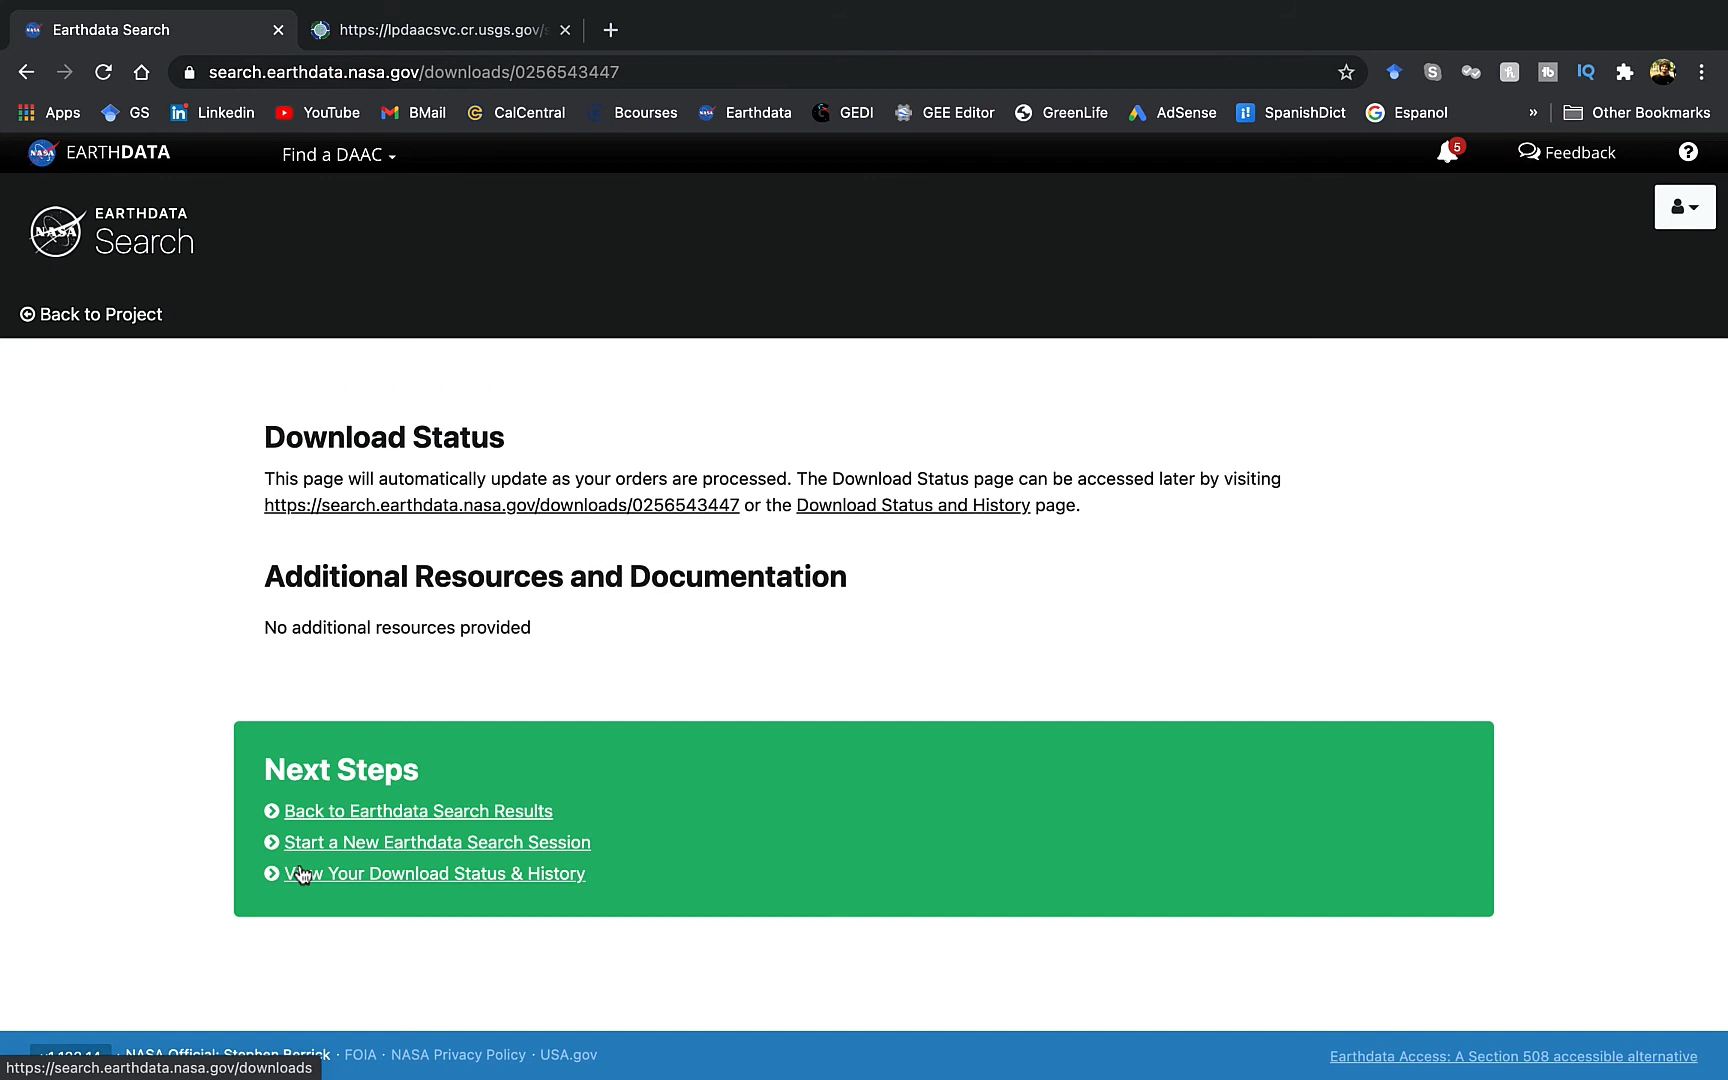 Earthdata Search
https://lpdaacsvc.cr.usgs.gov/s
search.earthdata.nasa.gov/downloads/0256543447
Apps GS Linkedin YouTube BMail CalCentral Bcourses Earthdata GEDI GEE Editor GreenLife AdSense SpanishDict Espanol » Other Bookmarks
NASA EARTHDATA Find a DAAC 5 Feedback ?
NASA EARTHDATA
Search
Back to Project
Download Status
This page will automatically update as your orders are processed. The Download Status page can be accessed later by visiting
https://search.earthdata.nasa.gov/downloads/0256543447 or the Download Status and History page.
Additional Resources and Documentation
No additional resources provided
Next Steps
Back to Earthdata Search Results
Start a New Earthdata Search Session
Your Download Status & History
NASA Official: Stephen Berrick · FOIA · NASA Privacy Policy · USA.gov
Earthdata Access: A Section 508 accessible alternative
https://search.earthdata.nasa.gov/downloads